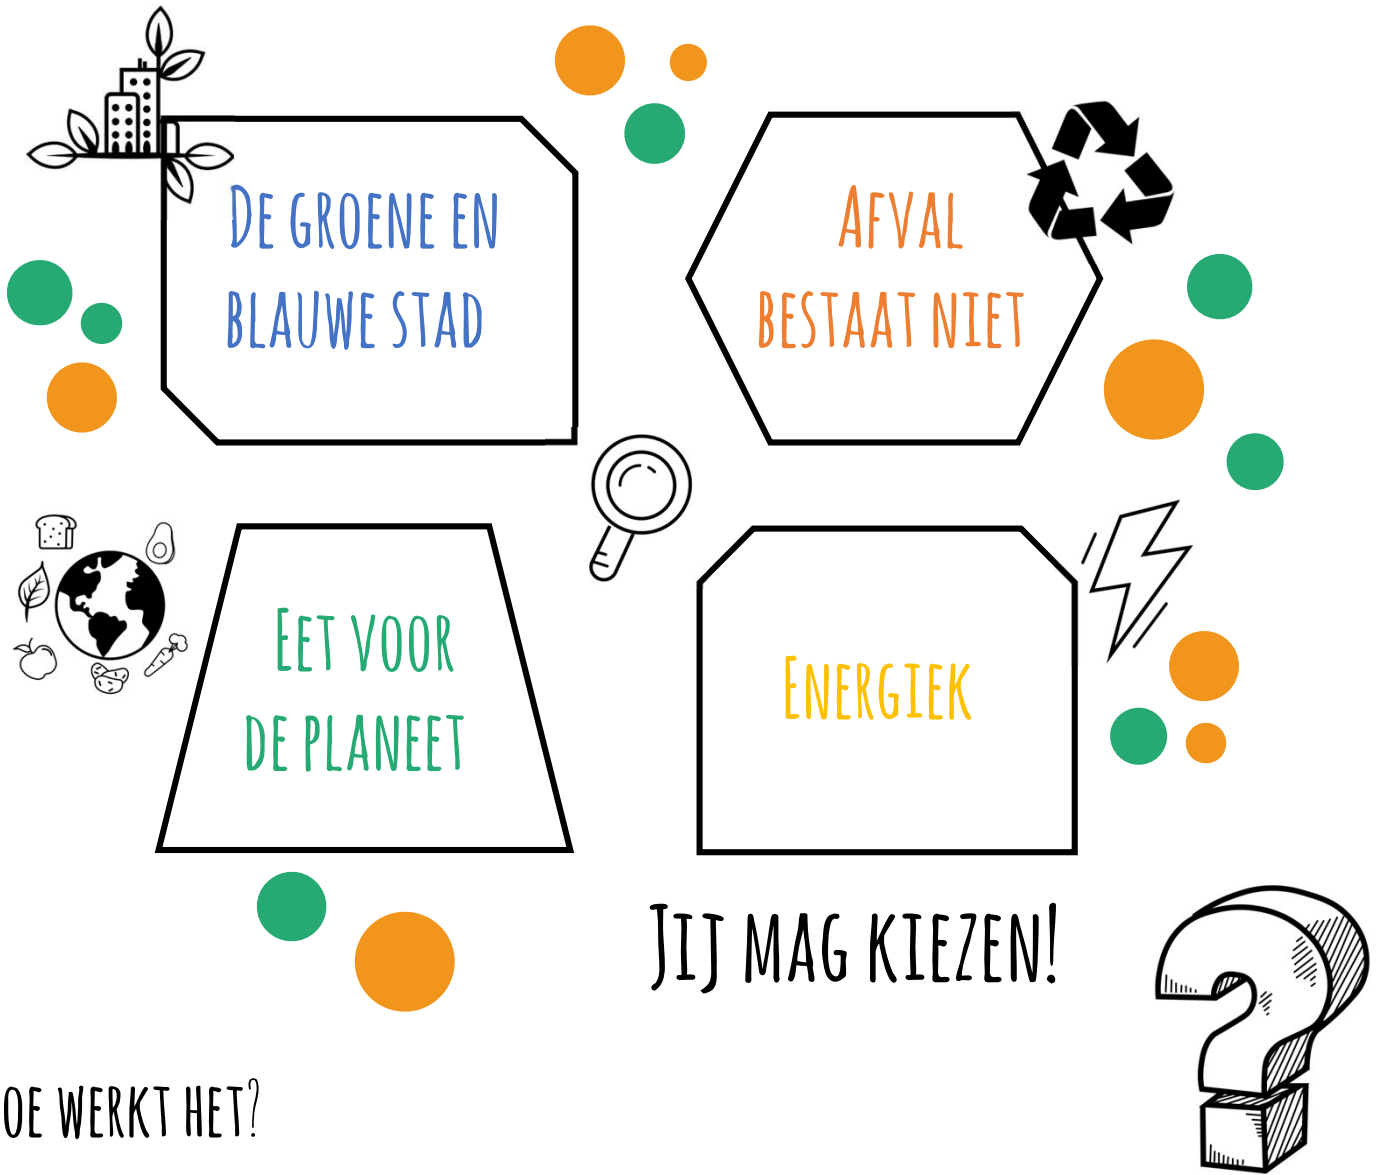 De groene en
blauwe stad
Afval
bestaat niet
Eet voor
de planeet
Energiek
Jij mag kiezen!
oe werkt het?